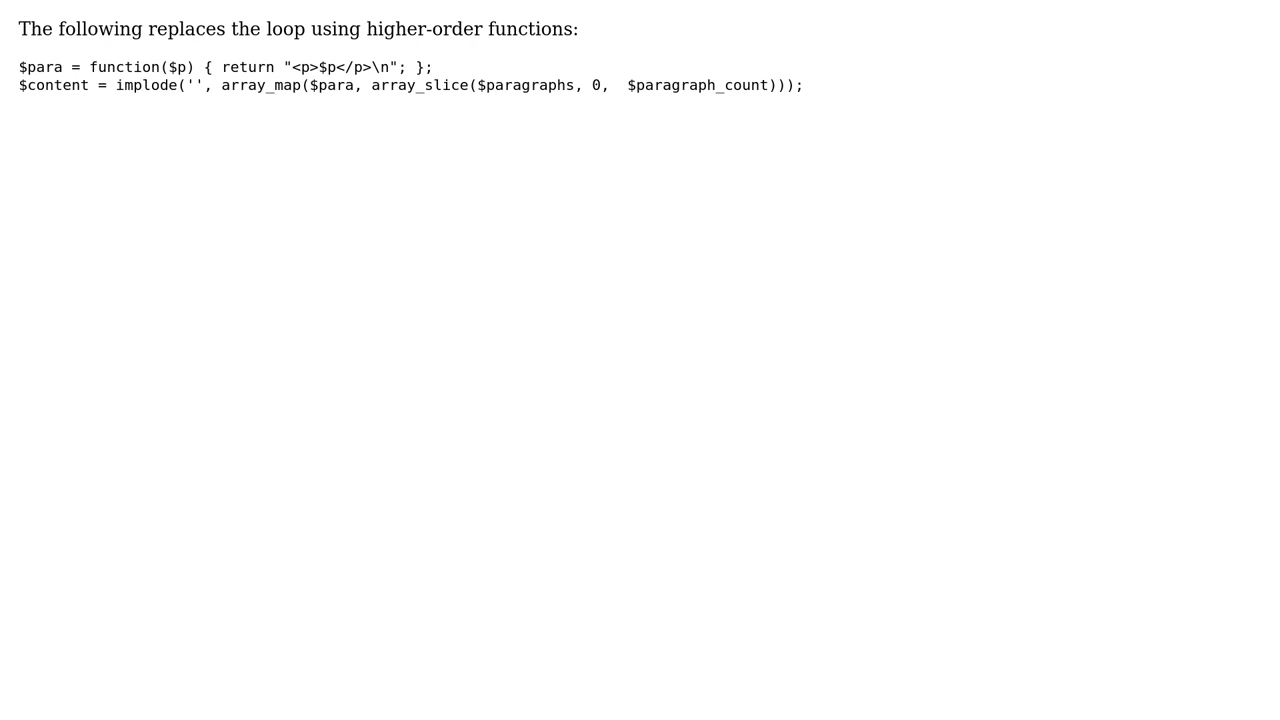 The following replaces the loop using higher-order functions:
$para = function($p) { return "<p>$p</p>\n"; };
$content = implode('', array_map($para, array_slice($paragraphs, 0,  $paragraph_count)));